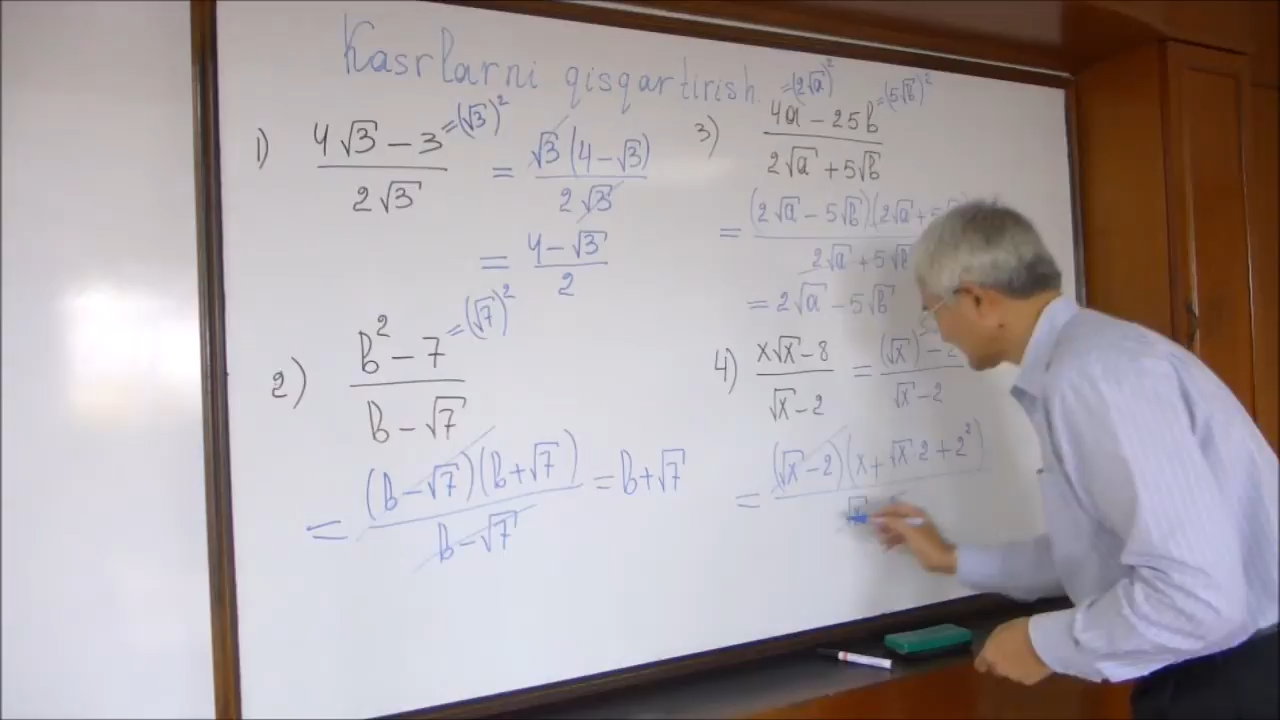 Kasrlarni qisqartirish.
1) (4√3 − 3)/(2√3) = (√3)² = √3(4 − √3)/(2√3)
= (4 − √3)/2
2) (b² − 7)/(b − √7) = (√7)²
= (b − √7)(b + √7)/(b − √7) = b + √7
3) (4a − 25b)/(2√a + 5√b) = (2√a)² = (5√b)²
= (2√a − 5√b)(2√a + 5/(2√a + 5√b
= 2√a − 5√b
4) (x√x − 8)/(√x − 2) = (√x) − 2/(√x − 2)
= (√x − 2)(x + √x·2 + 2²)/√x